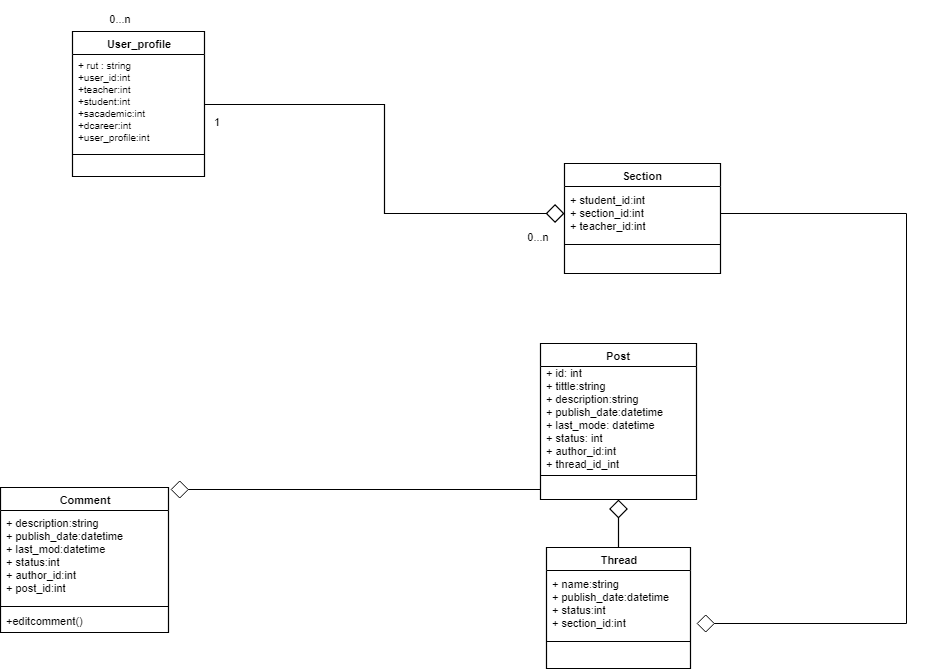 0...n
User_profile
+ rut : string
+user_id:int
+teacher:int
+student:int
+sacademic:int
+dcareer:int
+user_profile:int
1
Section
+ student_id:int
+ section_id:int
+ teacher_id:int
0...n
Post
+ id: int
+ tittle:string
+ description:string
+ publish_date:datetime
+ last_mode: datetime
+ status: int
+ author_id:int
+ thread_id_int
Comment
+ description:string
+ publish_date:datetime
+ last_mod:datetime
+ status:int
+ author_id:int
+ post_id:int
+editcomment()
Thread
+ name:string
+ publish_date:datetime
+ status:int
+ section_id:int